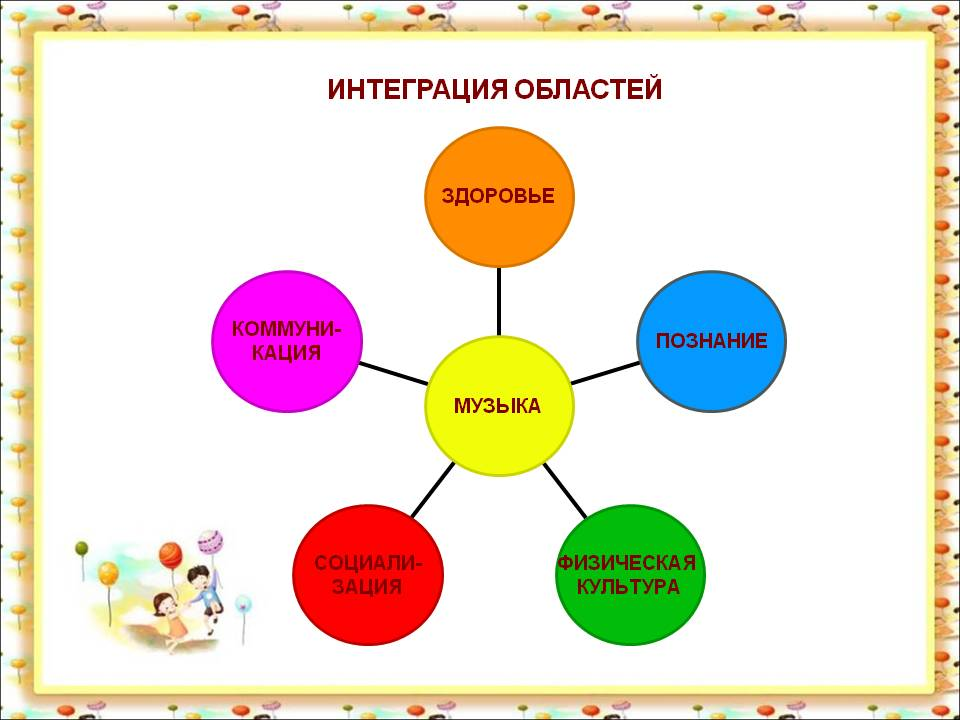 ИНТЕГРАЦИЯ ОБЛАСТЕЙ
ЗДОРОВЬЕ
КОММУНИ-
КАЦИЯ
ПОЗНАНИЕ
МУЗЫКА
СОЦИАЛИ-
ЗАЦИЯ
ФИЗИЧЕСКАЯ
КУЛЬТУРА